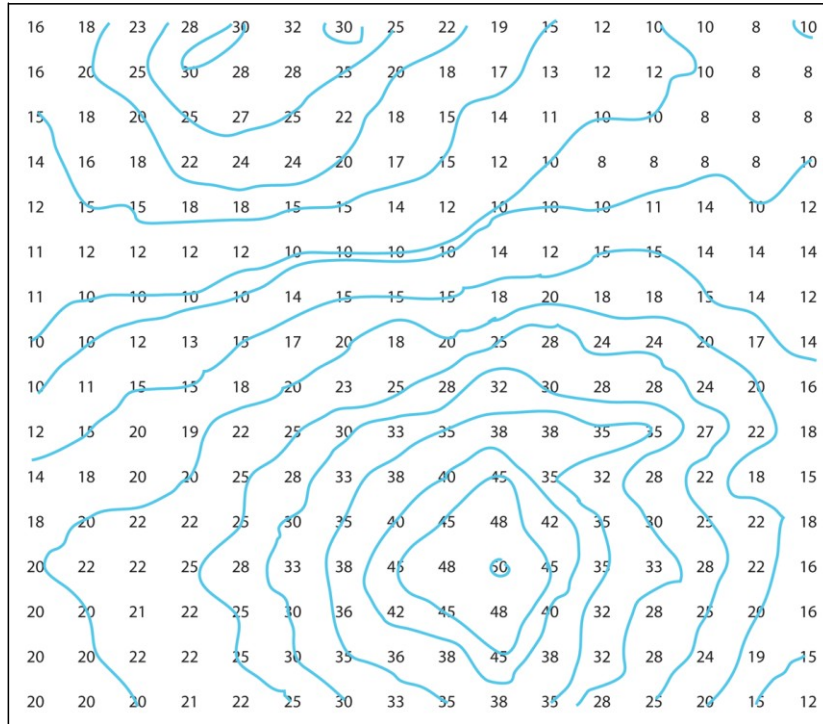 16 18 23 28 30 32 30 25 22 19 15 12 10 10 8 10
16 20 25 30 28 28 25 20 18 17 13 12 12 10 8 8
15 18 20 25 27 25 22 18 15 14 11 10 10 8 8 8
14 16 18 22 24 24 20 17 15 12 10 8 8 8 8 10
12 15 15 18 18 15 15 14 12 10 10 10 11 14 10 12
11 12 12 12 12 10 10 10 10 14 12 15 15 14 14 14
11 10 10 10 10 14 15 15 15 18 20 18 18 15 14 12
10 10 12 13 15 17 20 18 20 25 28 24 24 20 17 14
10 11 15 15 18 20 23 25 28 32 30 28 28 24 20 16
12 15 20 19 22 25 30 33 35 38 38 35 35 27 22 18
14 18 20 20 25 28 33 38 40 45 35 32 28 22 18 15
18 20 22 22 25 30 35 40 45 48 42 35 30 25 22 18
20 22 22 25 28 33 38 45 48 50 45 35 33 28 22 16
20 20 21 22 25 30 36 42 45 48 40 32 28 25 20 16
20 20 22 22 25 30 35 36 38 45 38 32 28 24 19 15
20 20 20 21 22 25 30 33 35 38 35 28 25 20 15 12